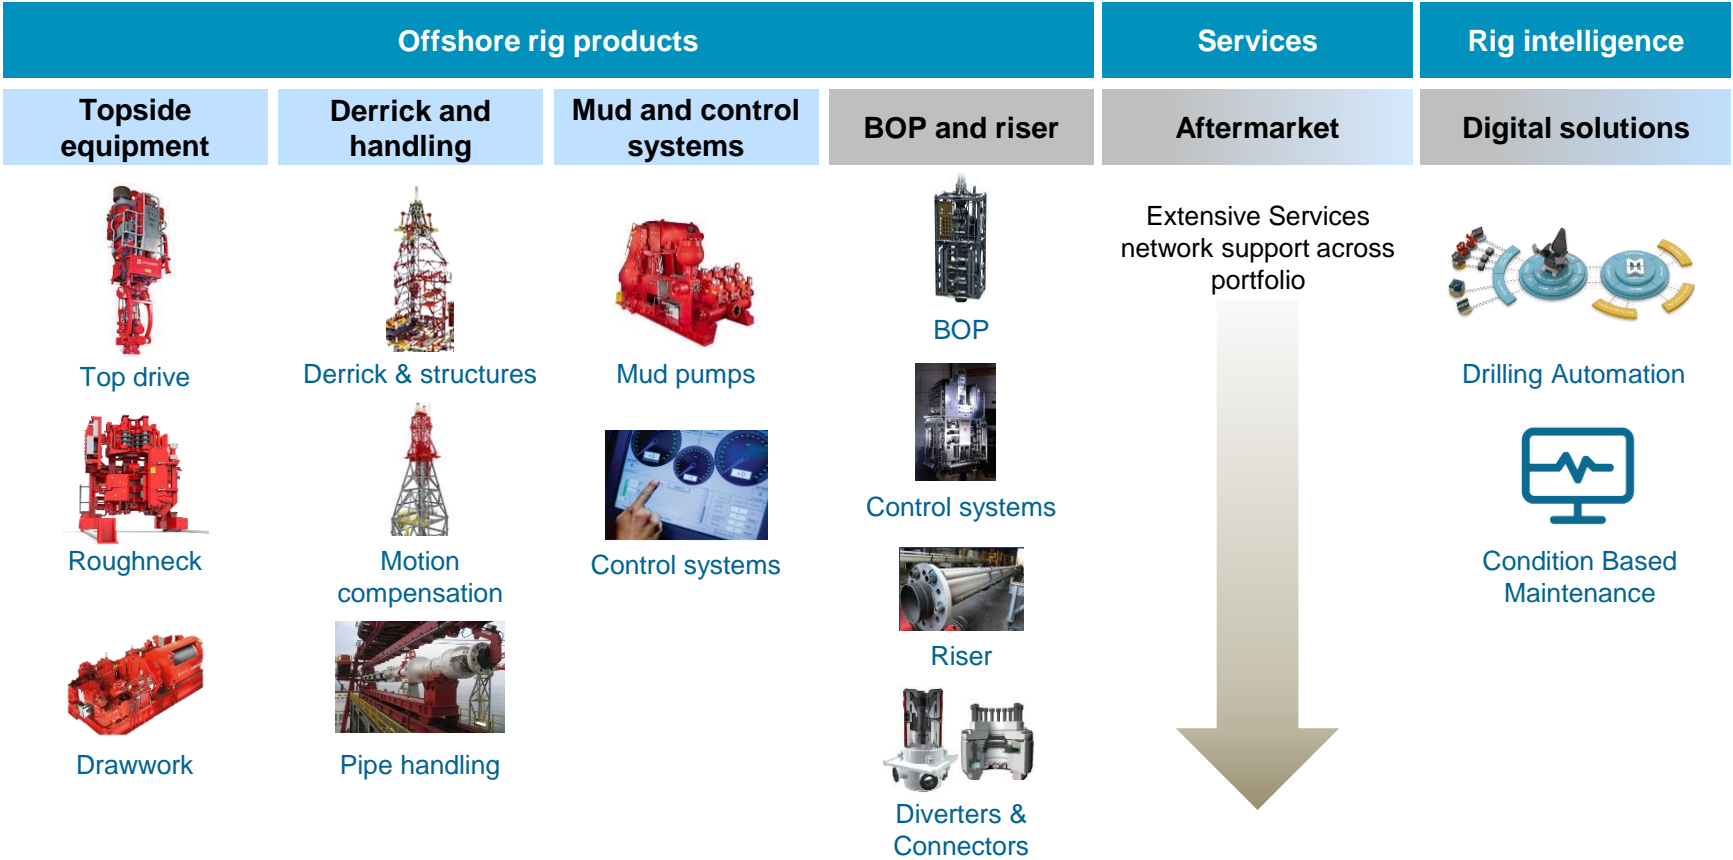 Offshore rig products
Services
Rig intelligence
Topside
equipment
Derrick and
handling
Mud and control
systems
BOP and riser
Aftermarket
Digital solutions
Top drive
Roughneck
Drawwork
Derrick & structures
Motion
compensation
Pipe handling
Mud pumps
Control systems
BOP
Control systems
Riser
Diverters &
Connectors
Extensive Services
network support across
portfolio
Drilling Automation
Condition Based
Maintenance